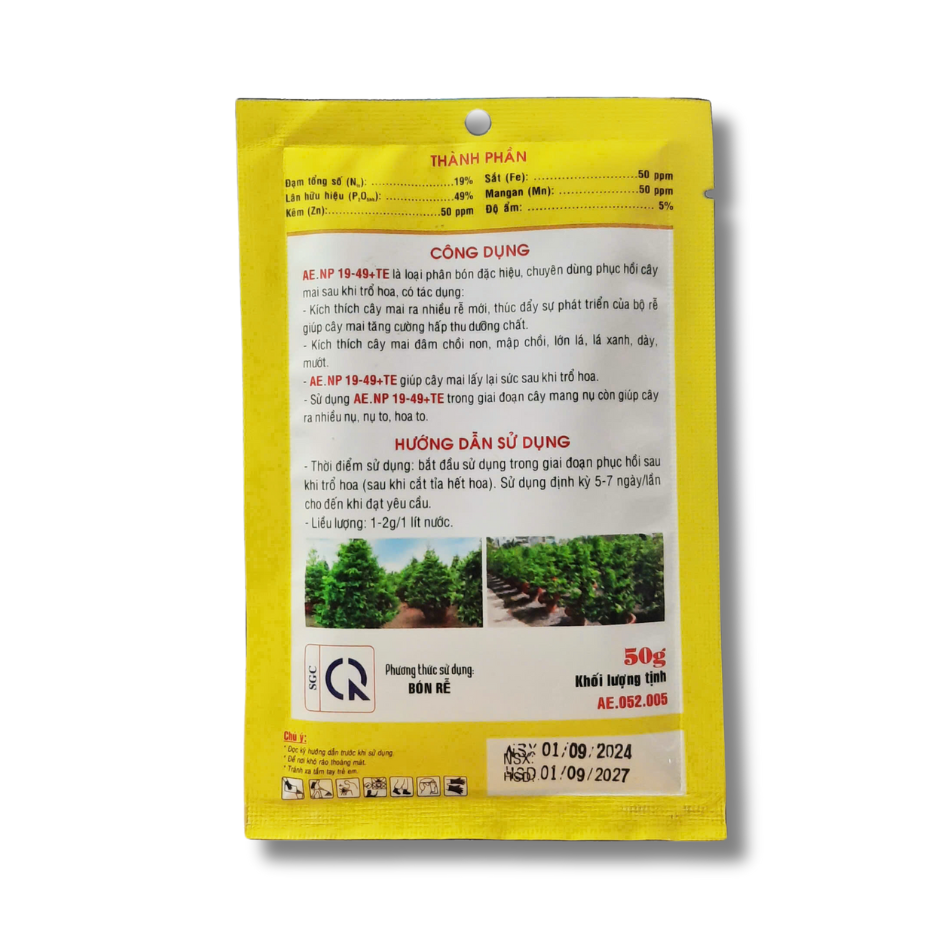 THÀNH PHẦN
Đạm tổng số (Nts): ........................19%
Lân hữu hiệu (P2O5hh): ....................49%
Kẽm (Zn):..............................50 ppm
Sắt (Fe): ..............................50 ppm
Mangan (Mn): ......................50 ppm
Độ ẩm: ................................ 5%
CÔNG DỤNG
AE.NP 19-49+TE là loại phân bón đặc hiệu, chuyên dùng phục hồi cây
mai sau khi trổ hoa, có tác dụng:
- Kích thích cây mai ra nhiều rễ mới, thúc đẩy sự phát triển của bộ rễ
giúp cây mai tăng cường hấp thu dưỡng chất.
- Kích thích cây mai đâm chồi non, mập chồi, lớn lá, lá xanh, dày,
mướt.
- AE.NP 19-49+TE giúp cây mai lấy lại sức sau khi trổ hoa.
- Sử dụng AE.NP 19-49+TE trong giai đoạn cây mang nụ còn giúp cây
ra nhiều nụ, nụ to, hoa to.
HƯỚNG DẪN SỬ DỤNG
- Thời điểm sử dụng: bắt đầu sử dụng trong giai đoạn phục hồi sau
khi trổ hoa (sau khi cắt tỉa hết hoa). Sử dụng định kỳ 5-7 ngày/lần
cho đến khi đạt yêu cầu.
- Liều lượng: 1-2g/1 lít nước.
SGC
Phương thức sử dụng:
BÓN RỄ
50g
Khối lượng tịnh
AE.052.005
Chú ý:
* Đọc kỹ hướng dẫn trước khi sử dụng.
* Để nơi khô ráo thoáng mát.
* Tránh xa tầm tay trẻ em.
NSX 01/09/2024
NSX:
HSD 01/09/2027
HSD: